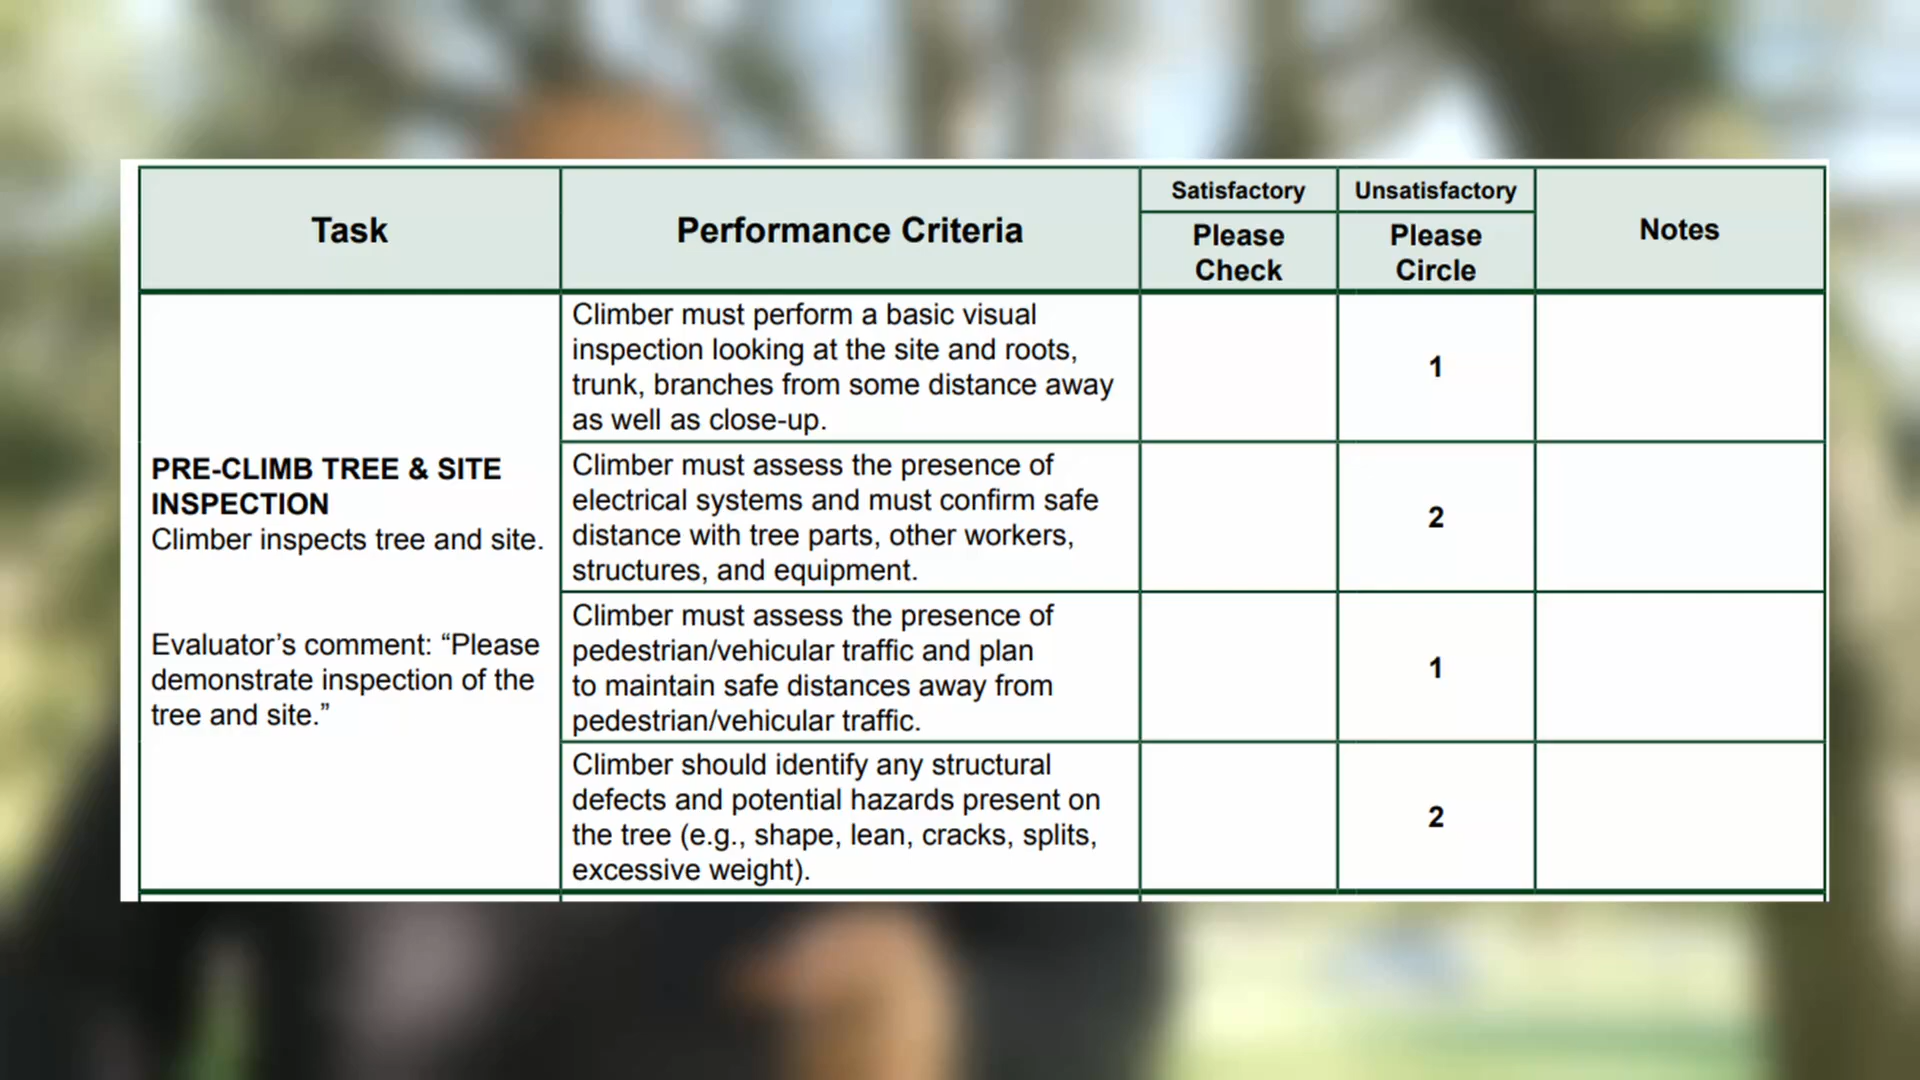 Task
Performance Criteria
Satisfactory
Please
Check
Unsatisfactory
Please
Circle
Notes
PRE-CLIMB TREE & SITE
INSPECTION
Climber inspects tree and site.
Evaluator’s comment: “Please
demonstrate inspection of the
tree and site.”
Climber must perform a basic visual
inspection looking at the site and roots,
trunk, branches from some distance away
as well as close-up.
1
Climber must assess the presence of
electrical systems and must confirm safe
distance with tree parts, other workers,
structures, and equipment.
2
Climber must assess the presence of
pedestrian/vehicular traffic and plan
to maintain safe distances away from
pedestrian/vehicular traffic.
1
Climber should identify any structural
defects and potential hazards present on
the tree (e.g., shape, lean, cracks, splits,
excessive weight).
2